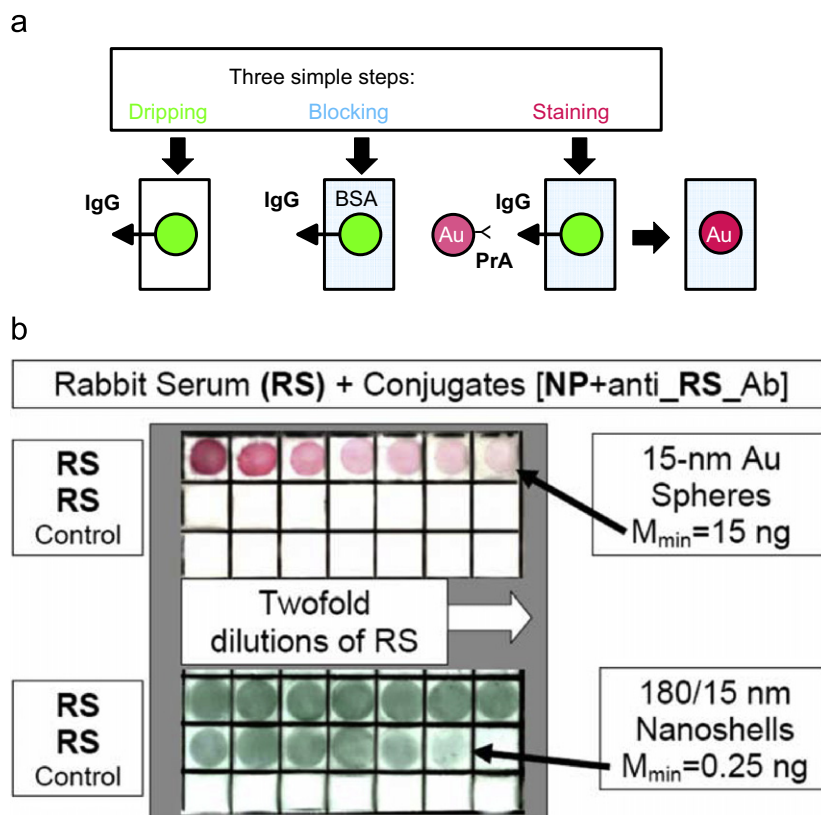 a
Three simple steps:
Dripping Blocking Staining
IgG
IgG BSA
Au PrA IgG
Au
b
Rabbit Serum (RS) + Conjugates [NP+anti_RS_Ab]
RS
RS
Control
15-nm Au
Spheres
Mmin=15 ng
Twofold
dilutions of RS
RS
RS
Control
180/15 nm
Nanoshells
Mmin=0.25 ng